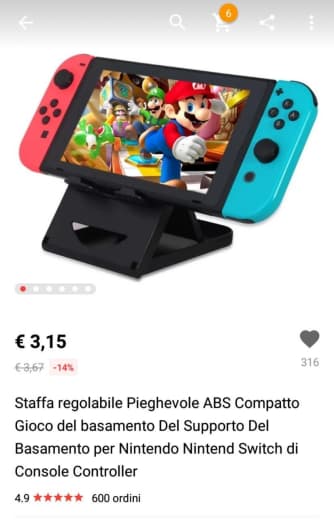 6
€ 3,15
€ 3,67 -14%
316
Staffa regolabile Pieghevole ABS Compatto
Gioco del basamento Del Supporto Del
Basamento per Nintendo Nintend Switch di
Console Controller
4.9 ★★★★★ 600 ordini